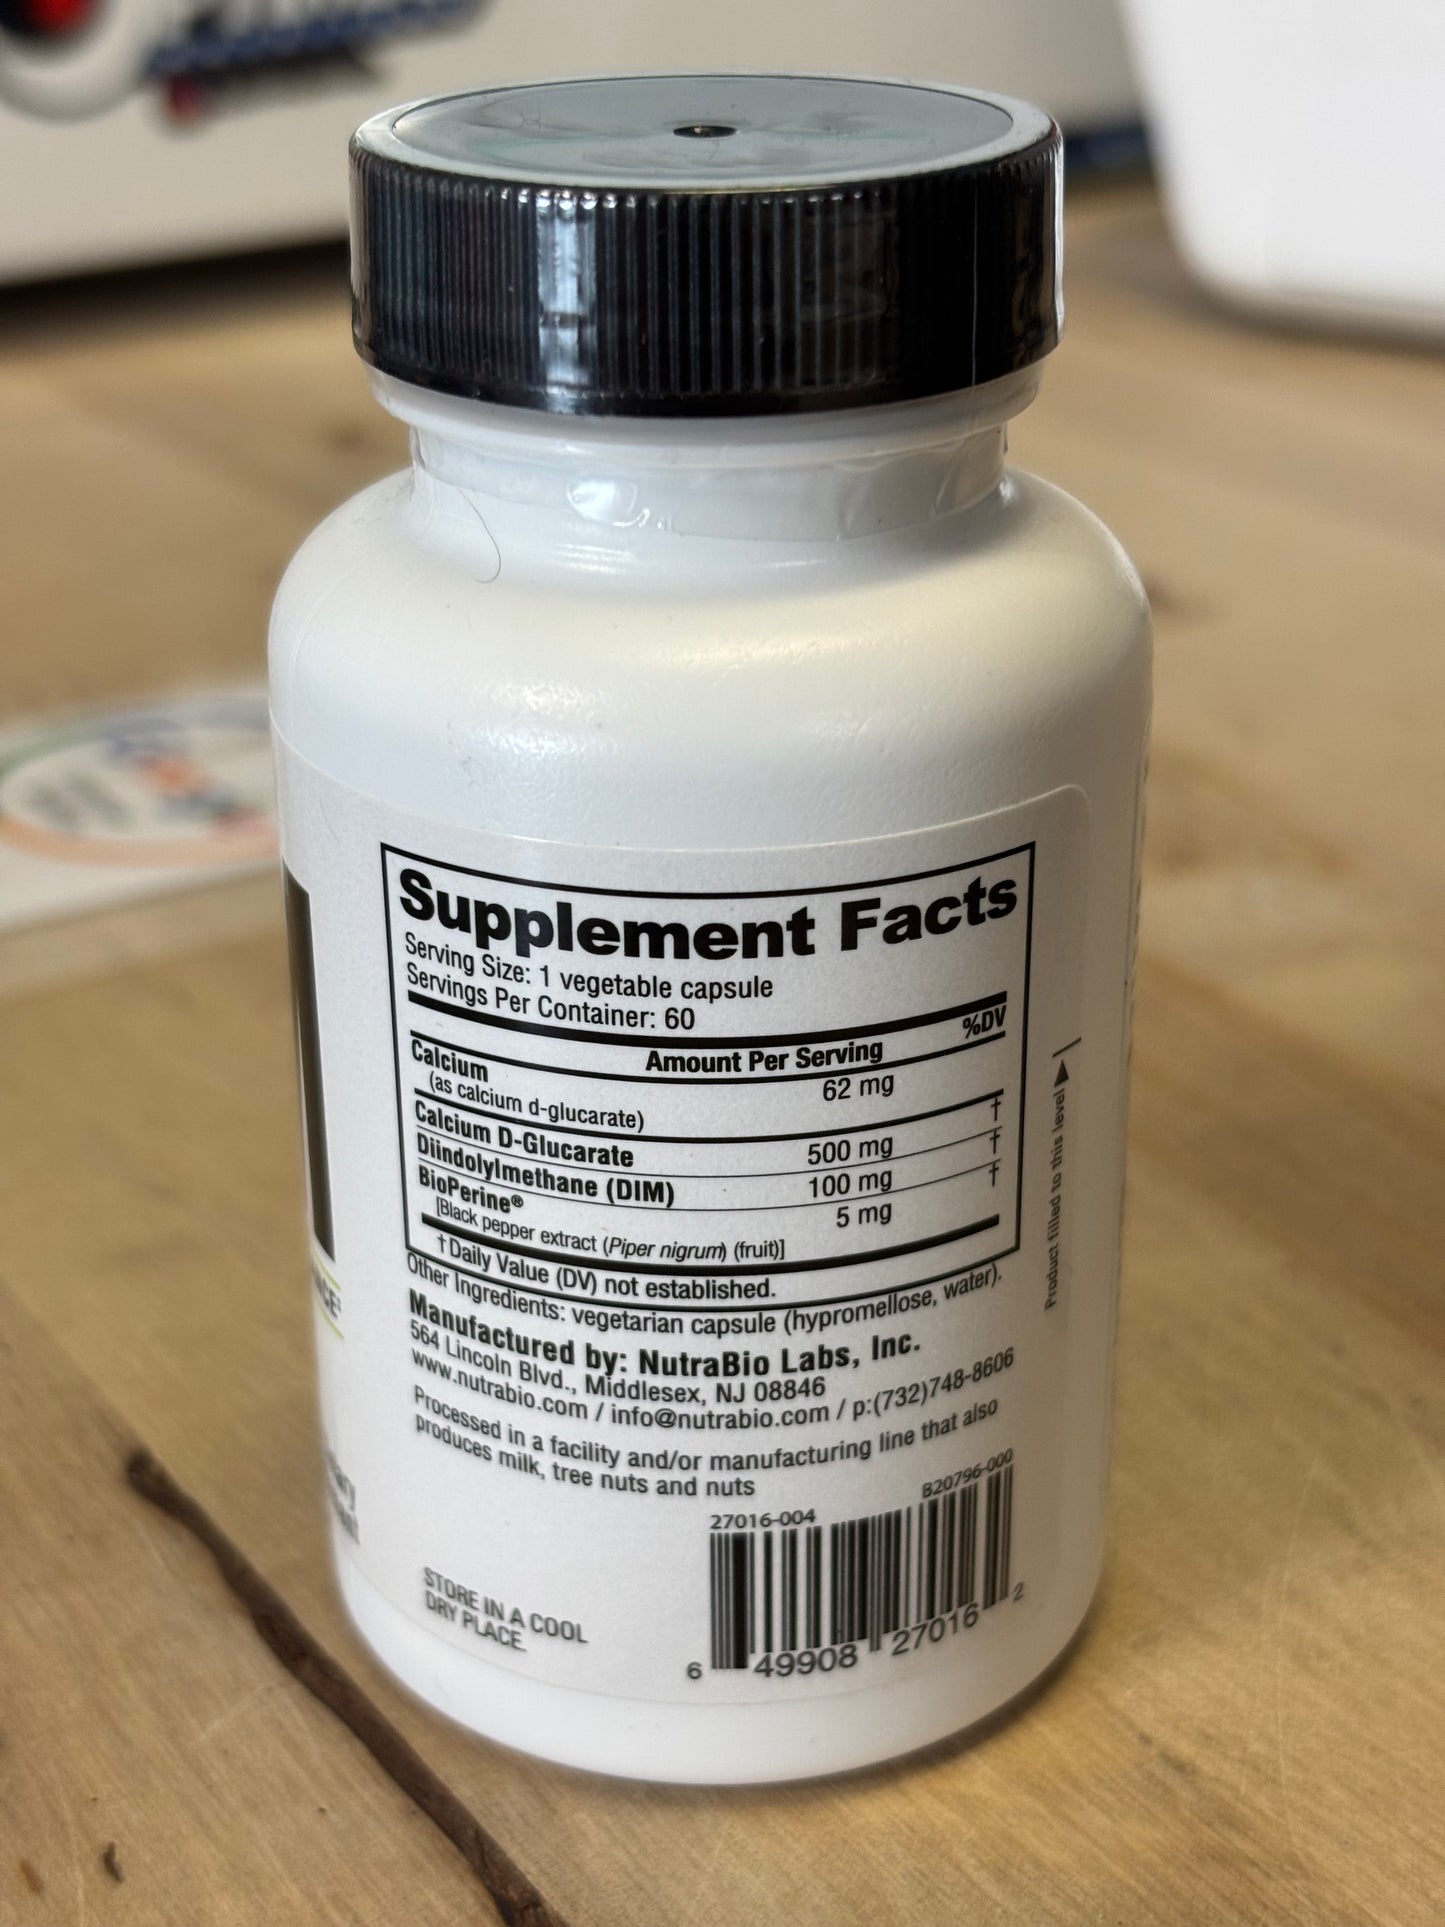 Supplement Facts
Serving Size: 1 vegetable capsule
Servings Per Container: 60
Amount Per Serving %DV
Calcium 62 mg
(as calcium d-glucarate)
Calcium D-Glucarate 500 mg †
Diindolylmethane (DIM) 100 mg †
BioPerine® 5 mg †
[Black pepper extract (Piper nigrum) (fruit)]
†Daily Value (DV) not established.
Other Ingredients: vegetarian capsule (hypromellose, water).
Manufactured by: NutraBio Labs, Inc.
564 Lincoln Blvd., Middlesex, NJ 08846
www.nutrabio.com / info@nutrabio.com / p:(732)748-8606
Processed in a facility and/or manufacturing line that also
produces milk, tree nuts and nuts
27016-004 B20796-000
STORE IN A COOL
DRY PLACE.
6 49908 27016 2
Product filled to this level